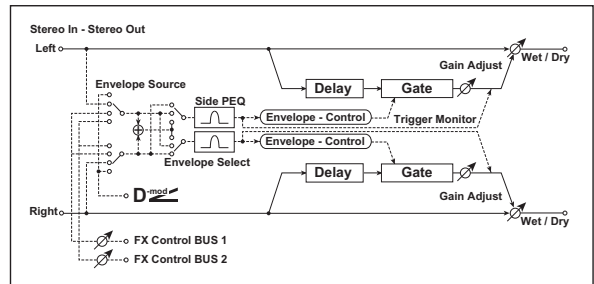 Stereo In - Stereo Out
Left
Wet / Dry
Gain Adjust
Envelope Source
Delay
Gate
Side PEQ
Envelope - Control
Trigger Monitor
Envelope - Control
Envelope Select
D-mod
Delay
Gate
Gain Adjust
Right
Wet / Dry
FX Control BUS 1
FX Control BUS 2